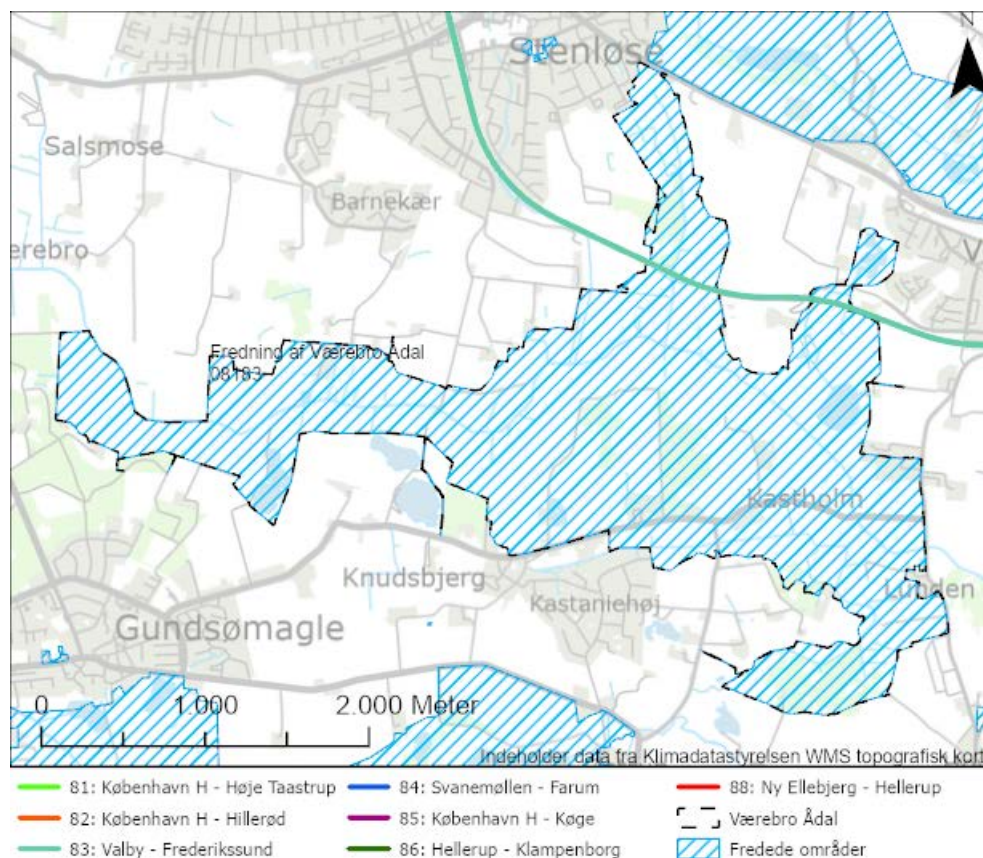 N
Stenløse
Salsmose
Barnekær
erebro
V
Fredning af Værebro Ådal
08183
Kastholm
Knudsbjerg
Lunden
Kastaniehøj
Gundsømagle
0 1.000 2.000 Meter
Indeholder data fra Klimadatastyrelsen WMS topografisk kort
81: København H - Høje Taastrup 84: Svanemøllen - Farum 88: Ny Ellebjerg - Hellerup
82: København H - Hillerød 85: København H - Køge Værebro Ådal
83: Valby - Frederikssund 86: Hellerup - Klampenborg Fredede områder